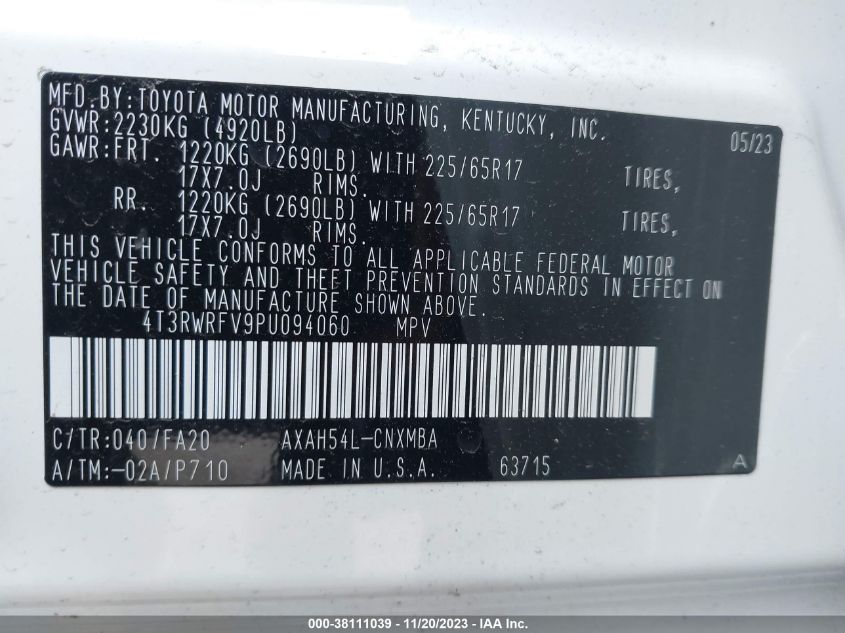 MFD.BY:TOYOTA MOTOR MANUFACTURING, KENTUCKY, INC. 05/23
GVWR:2230KG (4920LB)
GAWR:FRT. 1220KG (2690LB) WITH 225/65R17 TIRES,
17X7.0J RIMS.
RR. 1220KG (2690LB) WITH 225/65R17 TIRES,
17X7.0J RIMS.
THIS VEHICLE CONFORMS TO ALL APPLICABLE FEDERAL MOTOR
VEHICLE SAFETY AND THEFT PREVENTION STANDARDS IN EFFECT ON
THE DATE OF MANUFACTURE SHOWN ABOVE.
4T3RWRFV9PU094060 MPV
C/TR:040/FA20 AXAH54L-CNXMBA
A/TM:-02A/P710 MADE IN U.S.A. 63715 A
000-38111039 - 11/20/2023 - IAA Inc.